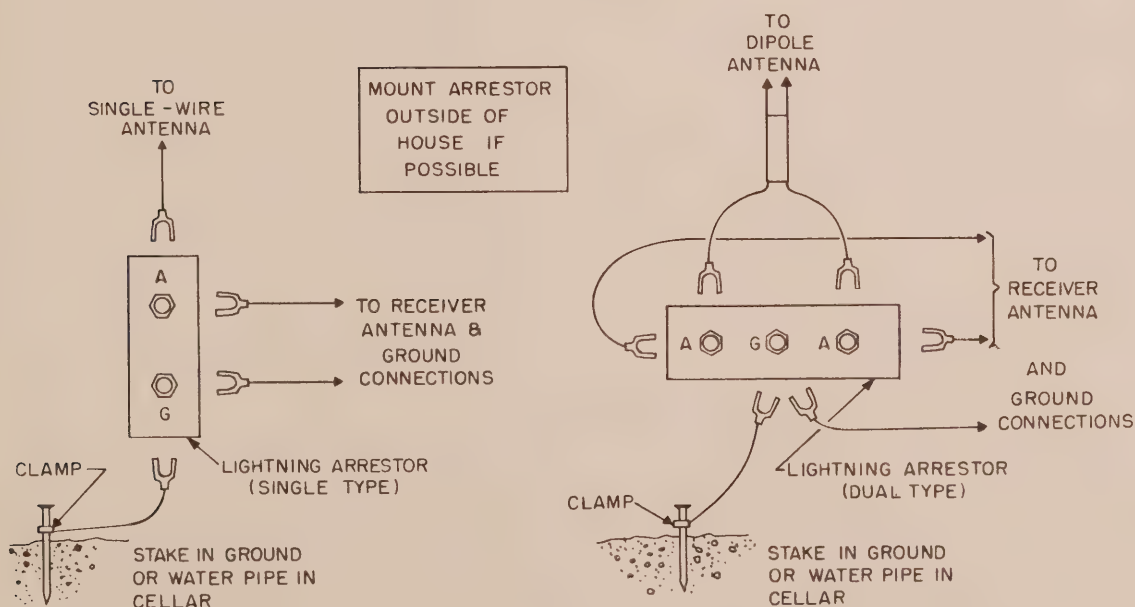 TO
SINGLE-WIRE
ANTENNA
A
G
TO RECEIVER
ANTENNA &
GROUND
CONNECTIONS
LIGHTNING ARRESTOR
(SINGLE TYPE)
CLAMP
STAKE IN GROUND
OR WATER PIPE IN
CELLAR
MOUNT ARRESTOR
OUTSIDE OF
HOUSE IF
POSSIBLE
TO
DIPOLE
ANTENNA
A G A
TO
RECEIVER
ANTENNA
AND
GROUND
CONNECTIONS
LIGHTNING ARRESTOR
(DUAL TYPE)
CLAMP
STAKE IN GROUND
OR WATER PIPE IN
CELLAR